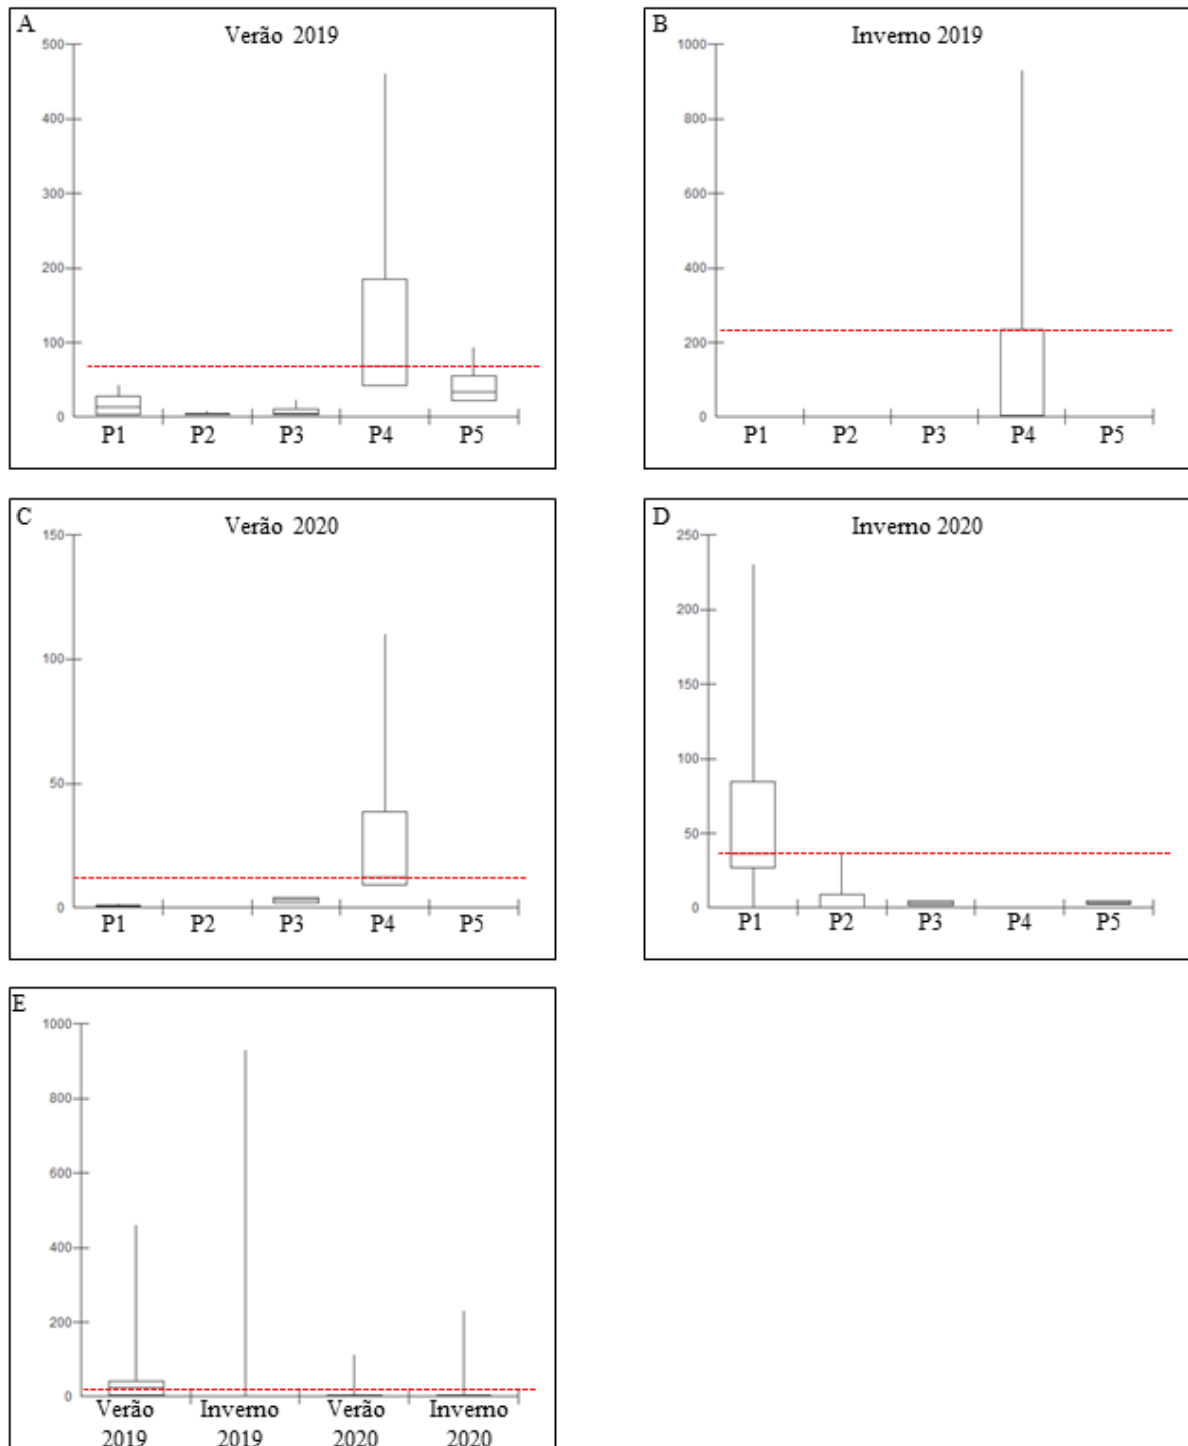 A
Verão 2019
500
400
300
200
100
0
P1 P2 P3 P4 P5
B
Inverno 2019
1000
800
600
400
200
0
P1 P2 P3 P4 P5
C
Verão 2020
150
100
50
0
P1 P2 P3 P4 P5
D
Inverno 2020
250
200
150
100
50
0
P1 P2 P3 P4 P5
E
1000
800
600
400
200
0
Verão Inverno Verão Inverno
2019 2019 2020 2020